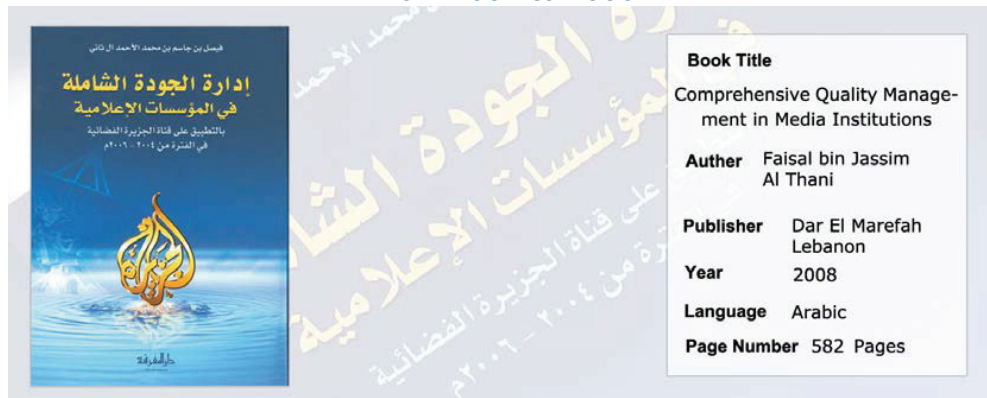 فيصل بن جاسم بن محمد الأحمد آل ثاني
إدارة الجودة الشاملة
في المؤسسات الإعلامية
بالتطبيق على قناة الجزيرة الفضائية
في الفترة من ٢٠٠٤ - ٢٠٠٦م
الجزيرة
دار المعرفة
Book Title
Comprehensive Quality Manage-
ment in Media Institutions
Auther Faisal bin Jassim
Al Thani
Publisher Dar El Marefah
Lebanon
Year 2008
Language Arabic
Page Number 582 Pages